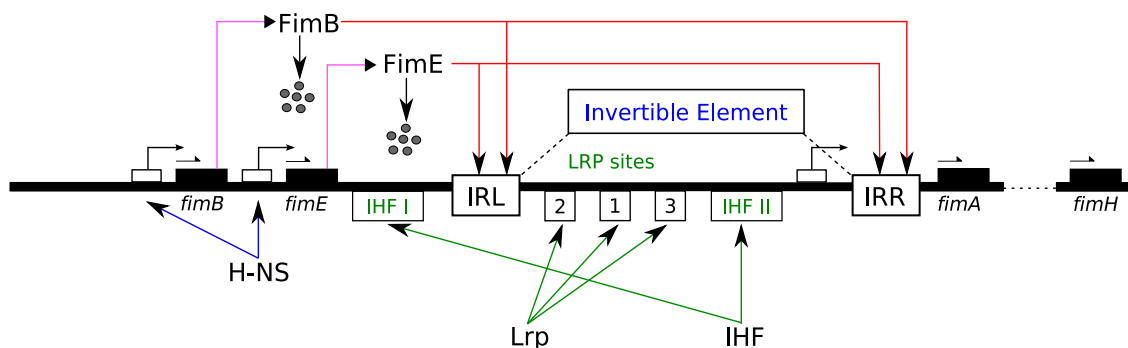 FimB
FimE
Invertible Element
LRP sites
fimB
fimE
IHF I
IRL
2
1
3
IHF II
IRR
fimA
fimH
H-NS
Lrp
IHF